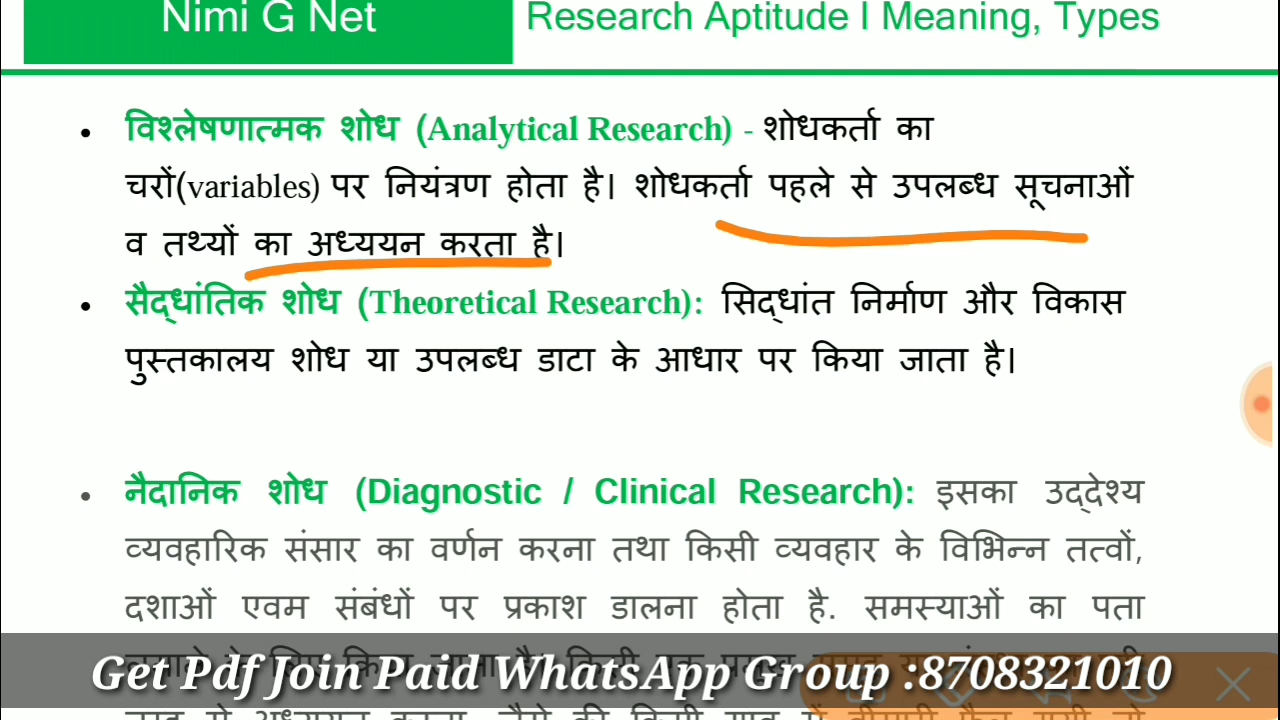 Nimi G Net
Research Aptitude I Meaning, Types
• विश्लेषणात्मक शोध (Analytical Research) - शोधकर्ता का
चरों(variables) पर नियंत्रण होता है। शोधकर्ता पहले से उपलब्ध सूचनाओं
व तथ्यों का अध्ययन करता है।
• सैद्धांतिक शोध (Theoretical Research): सिद्धांत निर्माण और विकास
पुस्तकालय शोध या उपलब्ध डाटा के आधार पर किया जाता है।
• नैदानिक शोध (Diagnostic / Clinical Research): इसका उद्देश्य
व्यवहारिक संसार का वर्णन करना तथा किसी व्यवहार के विभिन्न तत्वों,
दशाओं एवम संबंधों पर प्रकाश डालना होता है. समस्याओं का पता
Get Pdf Join Paid WhatsApp Group :8708321010